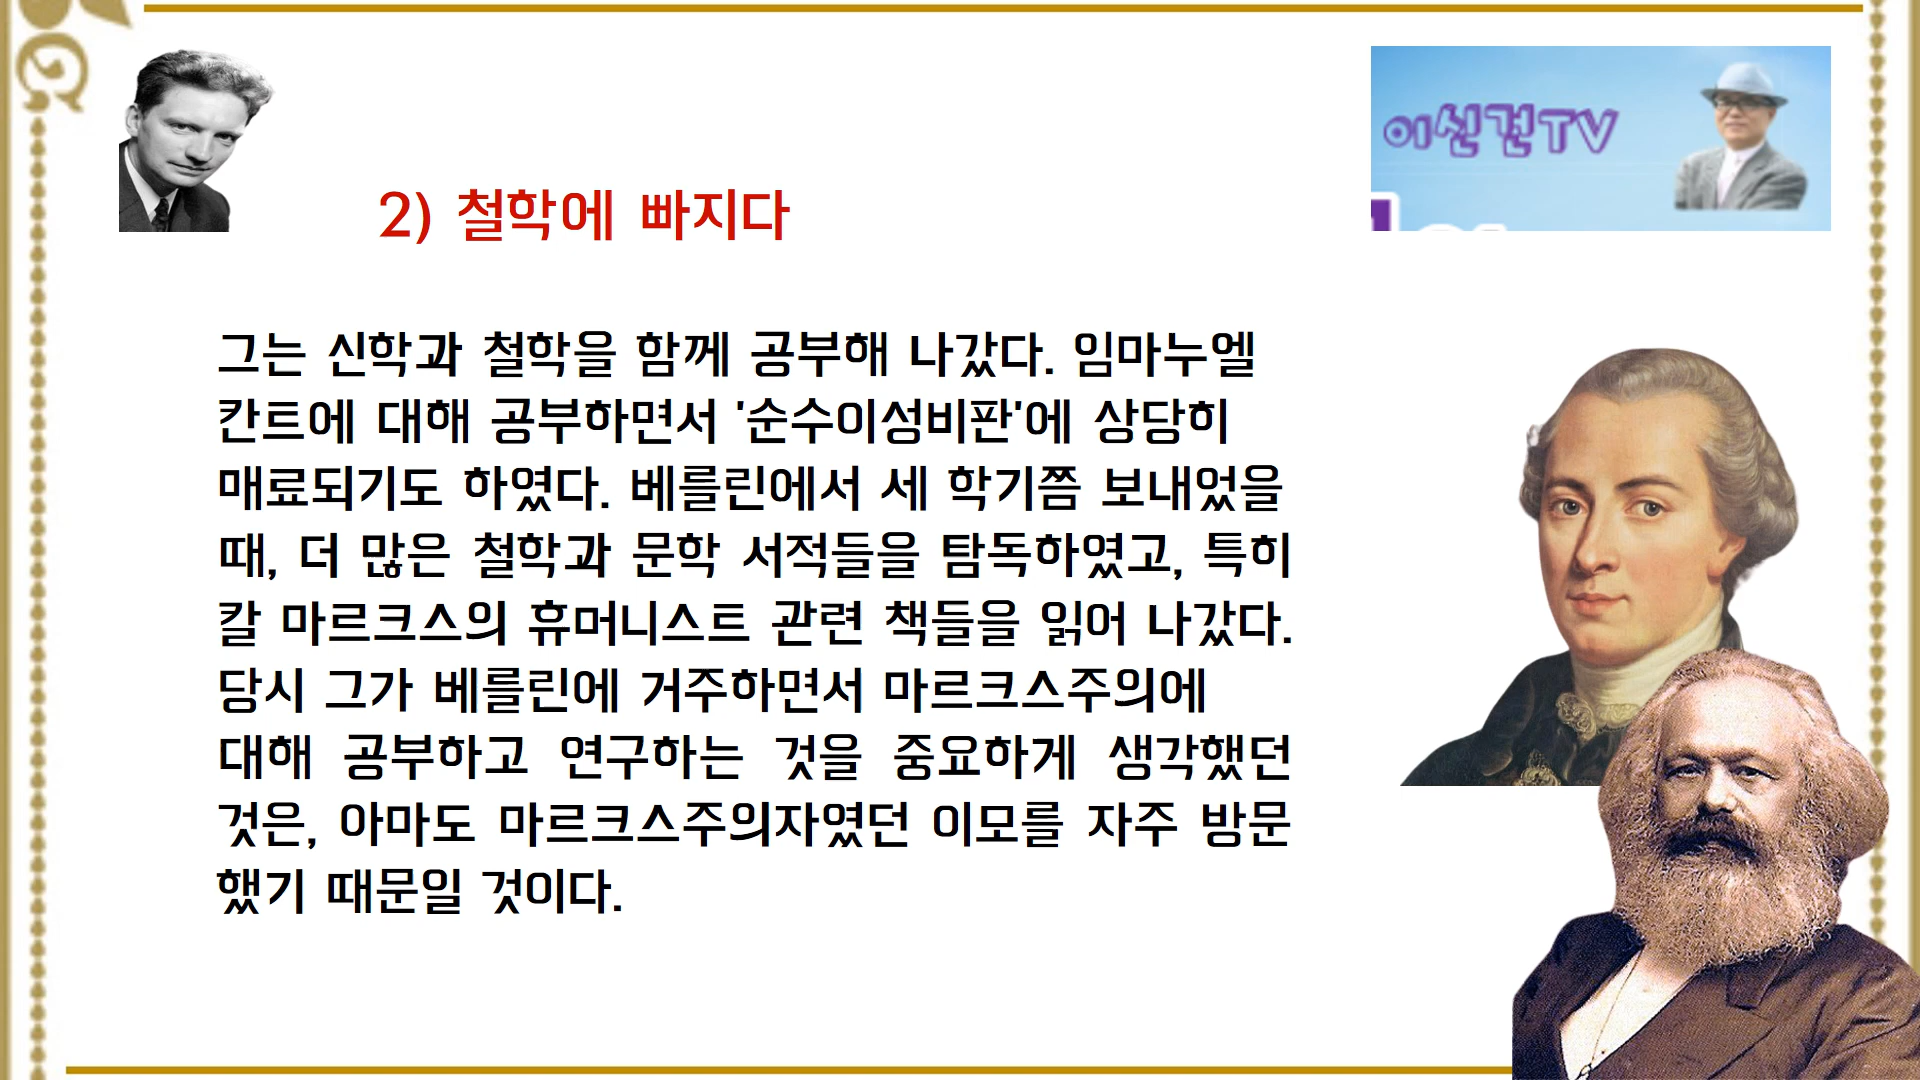 이신견TV
2) 철학에 빠지다
그는 신학과 철학을 함께 공부해 나갔다. 임마누엘
칸트에 대해 공부하면서 '순수이성비판'에 상당히
매료되기도 하였다. 베를린에서 세 학기쯤 보내었을
때, 더 많은 철학과 문학 서적들을 탐독하였고, 특히
칼 마르크스의 휴머니스트 관련 책들을 읽어 나갔다.
당시 그가 베를린에 거주하면서 마르크스주의에
대해 공부하고 연구하는 것을 중요하게 생각했던
것은, 아마도 마르크스주의자였던 이모를 자주 방문
했기 때문일 것이다.